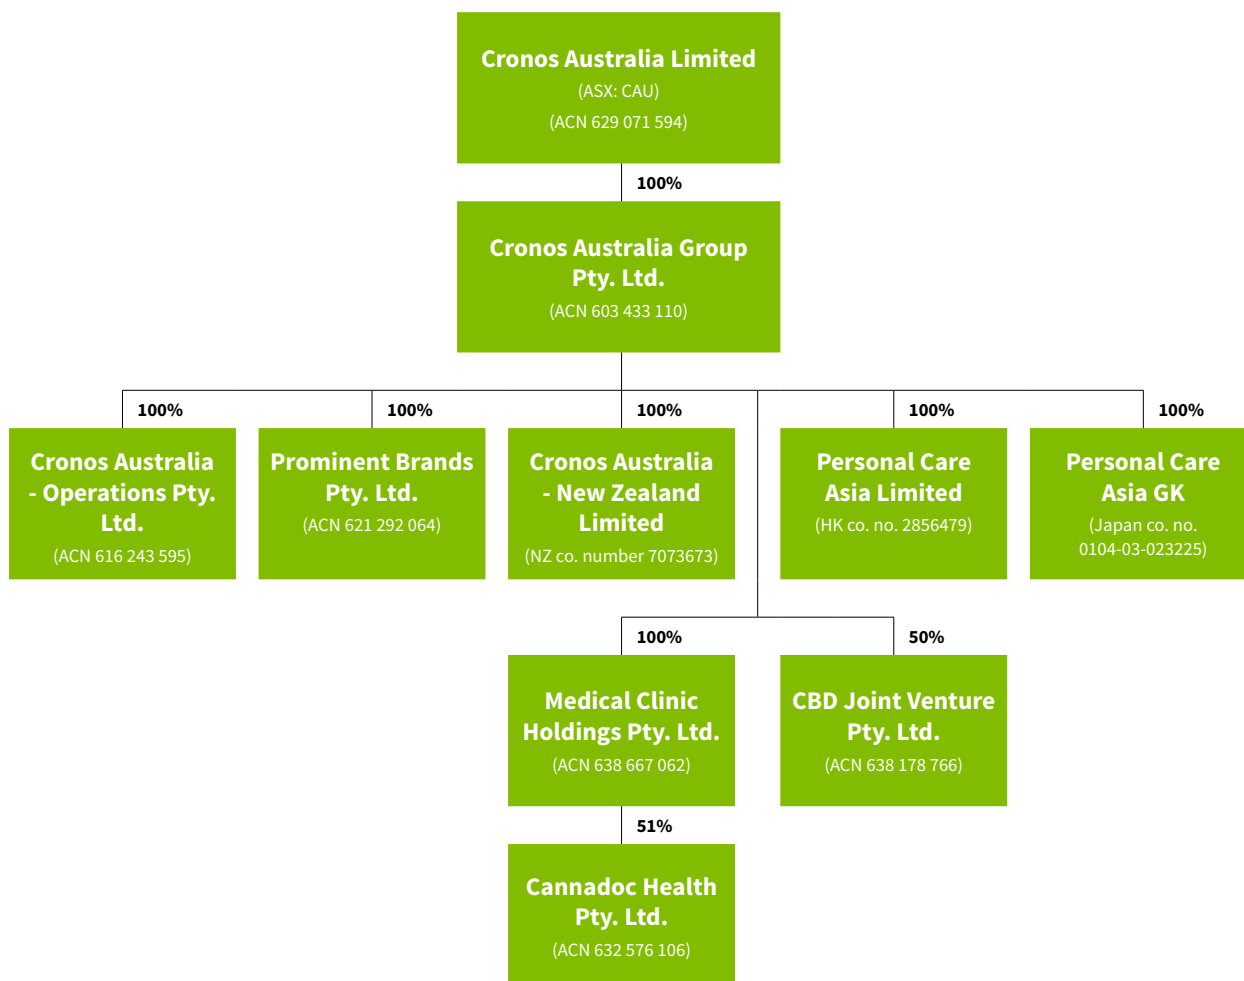 Cronos Australia Limited
(ASX: CAU)
(ACN 629 071 594)
100%
Cronos Australia Group
Pty. Ltd.
(ACN 603 433 110)
100%
Cronos Australia
- Operations Pty.
Ltd.
(ACN 616 243 595)
100%
Prominent Brands
Pty. Ltd.
(ACN 621 292 064)
100%
Cronos Australia
- New Zealand
Limited
(NZ co. number 7073673)
100%
Personal Care
Asia Limited
(HK co. no. 2856479)
100%
Personal Care
Asia GK
(Japan co. no.
0104-03-023225)
100%
Medical Clinic
Holdings Pty. Ltd.
(ACN 638 667 062)
50%
CBD Joint Venture
Pty. Ltd.
(ACN 638 178 766)
51%
Cannadoc Health
Pty. Ltd.
(ACN 632 576 106)